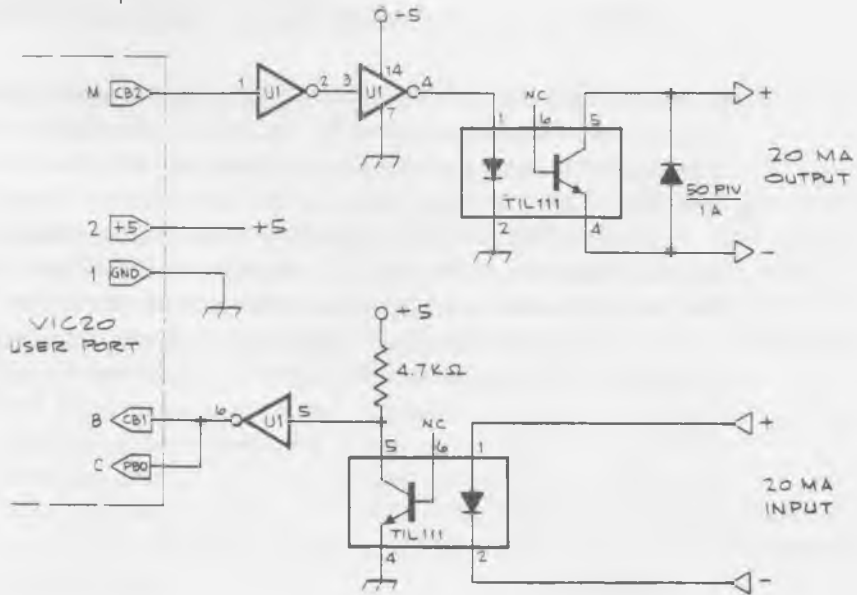 -5
14
M CB2 1 U1 2 3 U1 4
7
NC
1 6 5
+
20 MA
OUTPUT
50 PIV
1A
TIL111
2 4
-
2 +5 +5
1 GND
VIC20
USER PORT
+5
4.7KΩ
B CB1 6 U1 5
C PB0
NC
5 6 1
+
20 MA
INPUT
TIL111
4 2
-